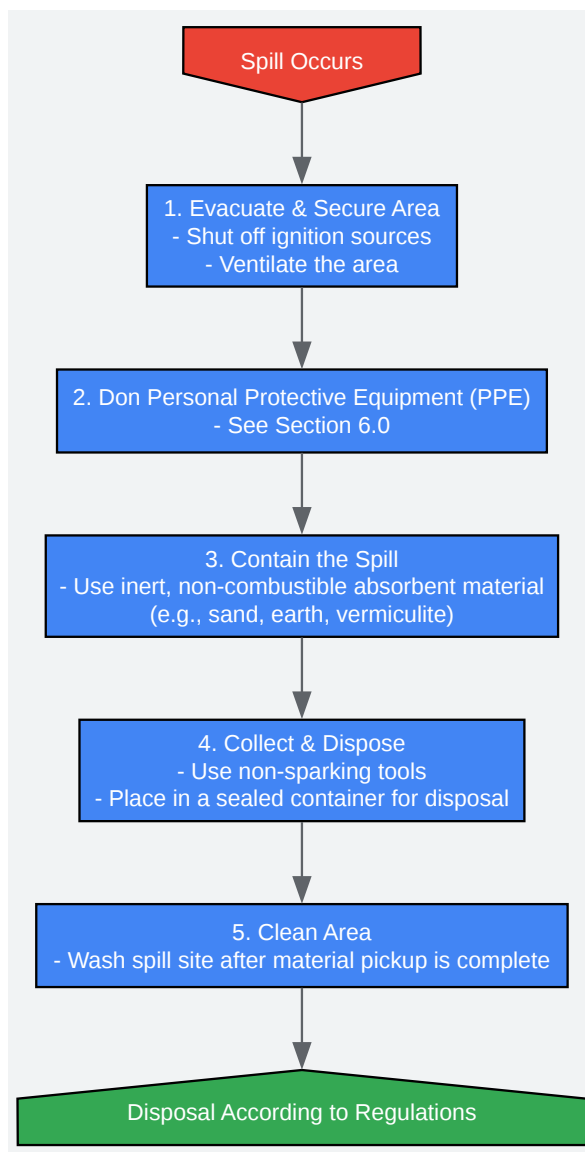 Spill Occurs
1. Evacuate & Secure Area
- Shut off ignition sources
- Ventilate the area
2. Don Personal Protective Equipment (PPE)
- See Section 6.0
3. Contain the Spill
- Use inert, non-combustible absorbent material
(e.g., sand, earth, vermiculite)
4. Collect & Dispose
- Use non-sparking tools
- Place in a sealed container for disposal
5. Clean Area
- Wash spill site after material pickup is complete
Disposal According to Regulations